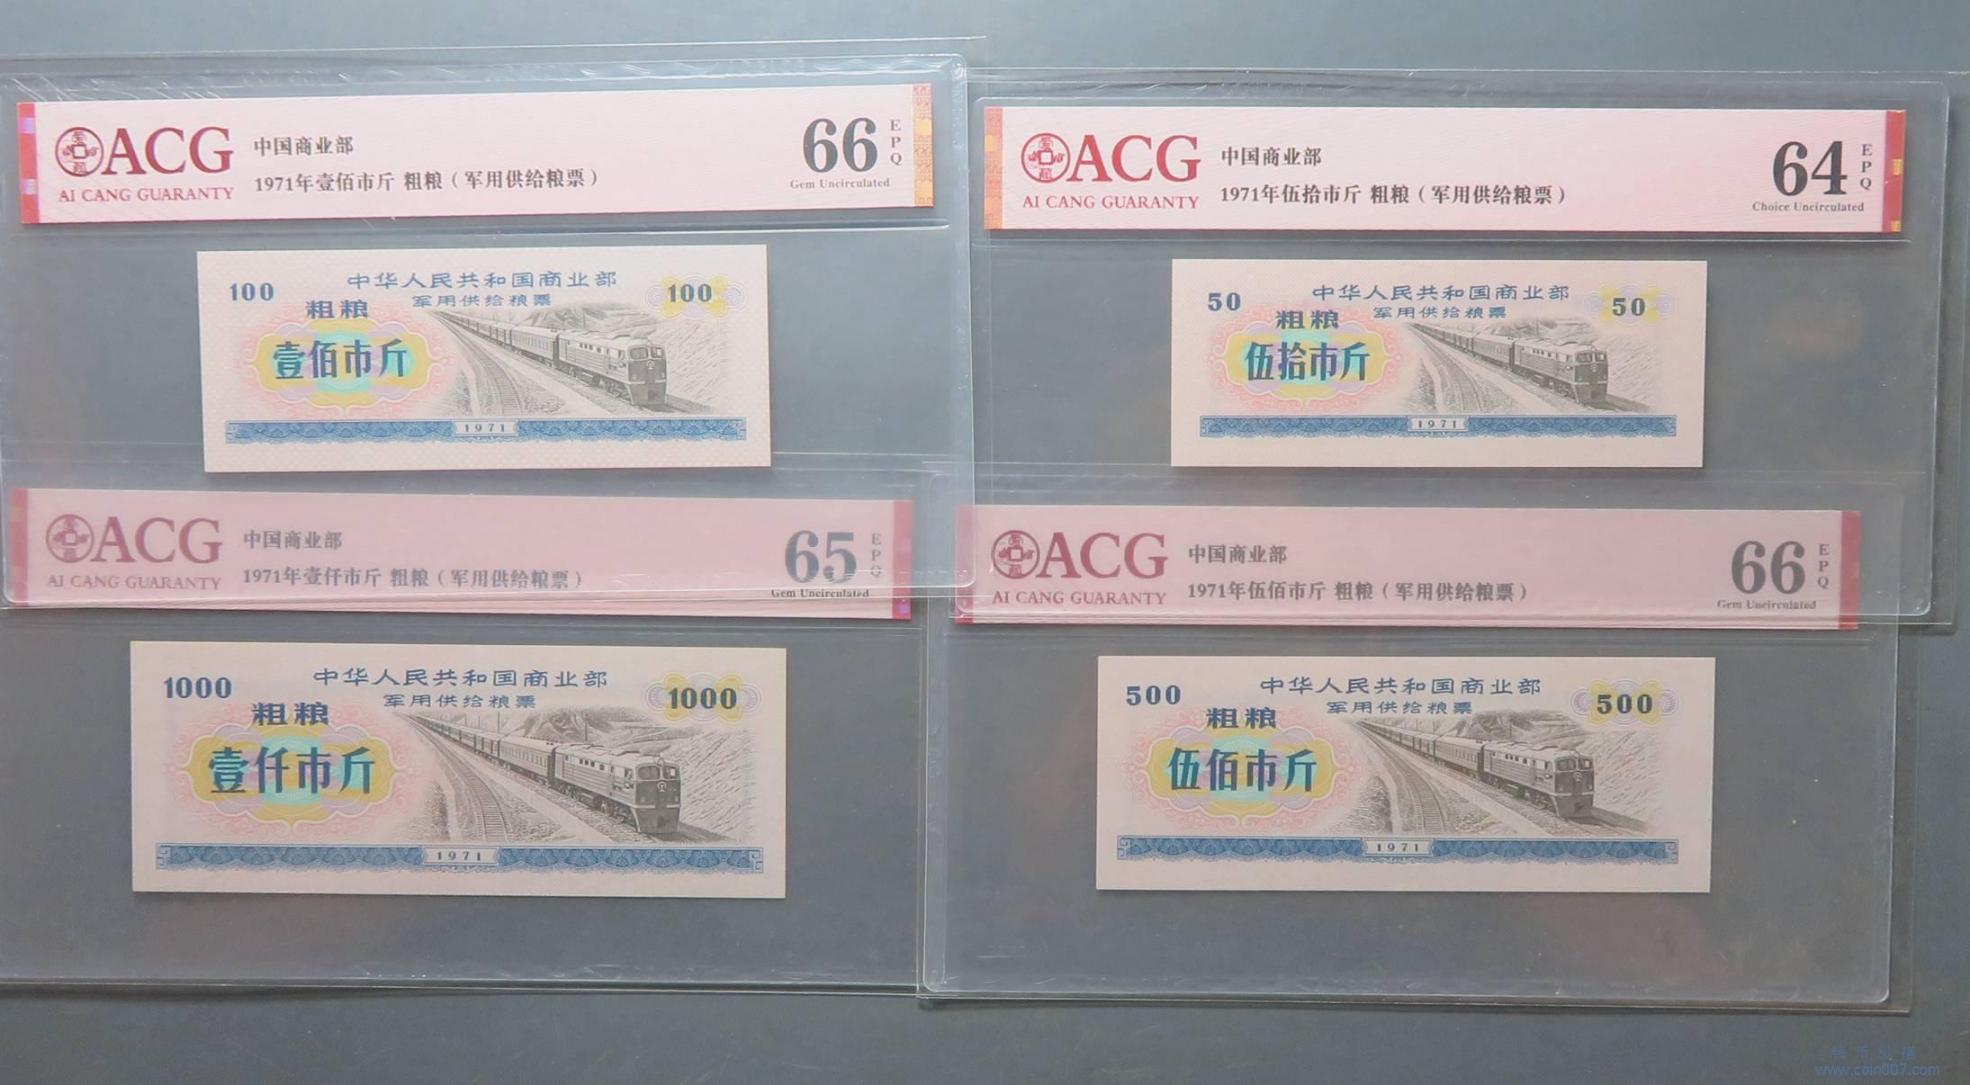 ACG
AI CANG GUARANTY
中国商业部
1971年壹佰市斤 粗粮（军用供给粮票）
66
EPQ
Gem Uncirculated
100
中华人民共和国商业部
军用供给粮票
100
粗粮
壹佰市斤
1971
ACG
AI CANG GUARANTY
中国商业部
1971年伍拾市斤 粗粮（军用供给粮票）
64
EPQ
Choice Uncirculated
50
中华人民共和国商业部
军用供给粮票
50
粗粮
伍拾市斤
1971
ACG
AI CANG GUARANTY
中国商业部
1971年壹仟市斤 粗粮（军用供给粮票）
65
EPQ
Gem Uncirculated
1000
中华人民共和国商业部
军用供给粮票
1000
粗粮
壹仟市斤
1971
ACG
AI CANG GUARANTY
中国商业部
1971年伍佰市斤 粗粮（军用供给粮票）
66
EPQ
Gem Uncirculated
500
中华人民共和国商业部
军用供给粮票
500
粗粮
伍佰市斤
1971
www.coin007.com